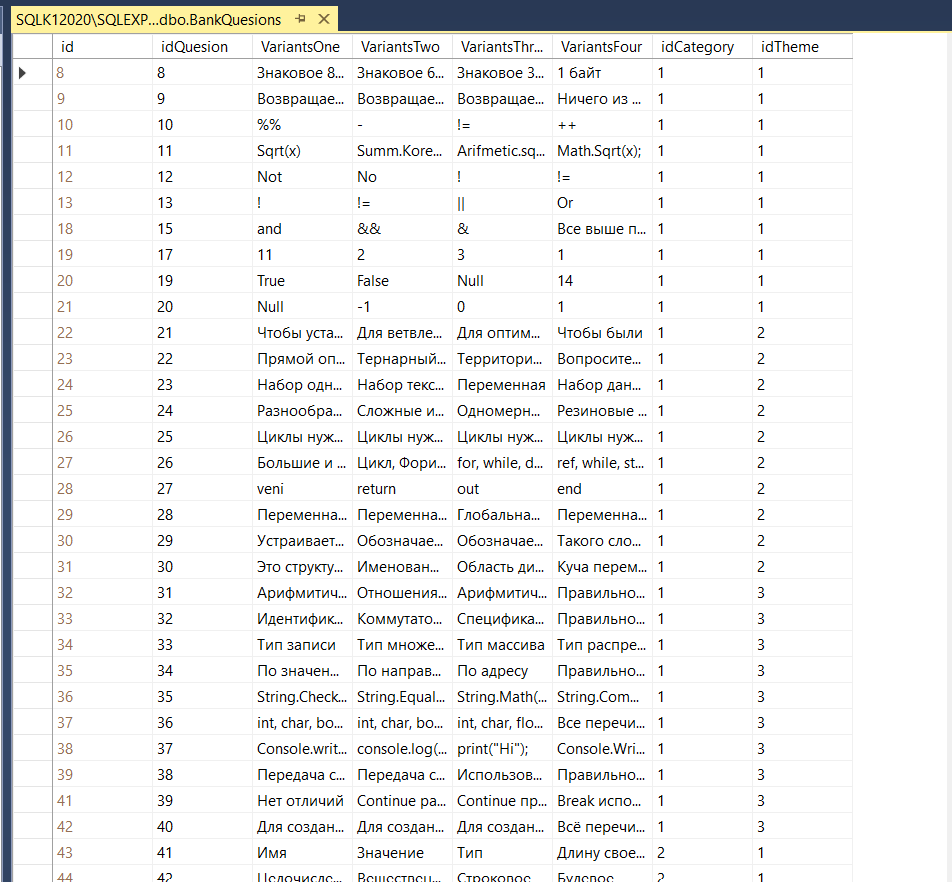 SQLK12020\SQLEXP...dbo.BankQuesions
id idQuesion VariantsOne VariantsTwo VariantsThr... VariantsFour idCategory idTheme
8 8 Знаковое 8... Знаковое 6... Знаковое 3... 1 байт 1 1
9 9 Возвращае... Возвращае... Возвращае... Ничего из ... 1 1
10 10 %% - != ++ 1 1
11 11 Sqrt(x) Summ.Kore... Arifmetic.sq... Math.Sqrt(x); 1 1
12 12 Not No ! != 1 1
13 13 ! != || Or 1 1
18 15 and && & Все выше п... 1 1
19 17 11 2 3 1 1 1
20 19 True False Null 14 1 1
21 20 Null -1 0 1 1 1
22 21 Чтобы уста... Для ветвле... Для оптим... Чтобы были 1 2
23 22 Прямой оп... Тернарный... Территори... Вопросите... 1 2
24 23 Набор одн... Набор текс... Переменная Набор дан... 1 2
25 24 Разнообра... Сложные и... Одномерн... Резиновые ... 1 2
26 25 Циклы нуж... Циклы нуж... Циклы нуж... Циклы нуж... 1 2
27 26 Большие и ... Цикл, Фори... for, while, d... ref, while, st... 1 2
28 27 veni return out end 1 2
29 28 Переменна... Переменна... Глобальна... Переменна... 1 2
30 29 Устраивает... Обозначае... Обозначае... Такого сло... 1 2
31 30 Это структу... Именован... Область ди... Куча перем... 1 2
32 31 Арифмитич... Отношения... Арифмитич... Правильно... 1 3
33 32 Идентифик... Коммутато... Специфика... Правильно... 1 3
34 33 Тип записи Тип множе... Тип массива Тип распре... 1 3
35 34 По значен... По направ... По адресу Правильно... 1 3
36 35 String.Check... String.Equal... String.Math(... String.Com... 1 3
37 36 int, char, bo... int, char, bo... int, char, flo... Все перечи... 1 3
38 37 Console.writ... console.log(... print("Hi"); Console.Wri... 1 3
39 38 Передача с... Передача с... Использов... Правильно... 1 3
41 39 Нет отличий Continue ра... Continue пр... Break испо... 1 3
42 40 Для создан... Для создан... Для создан... Всё перечи... 1 3
43 41 Имя Значение Тип Длину свое... 2 1
44 42 Целочисле... Веществен... Строковое Булевое 2 1